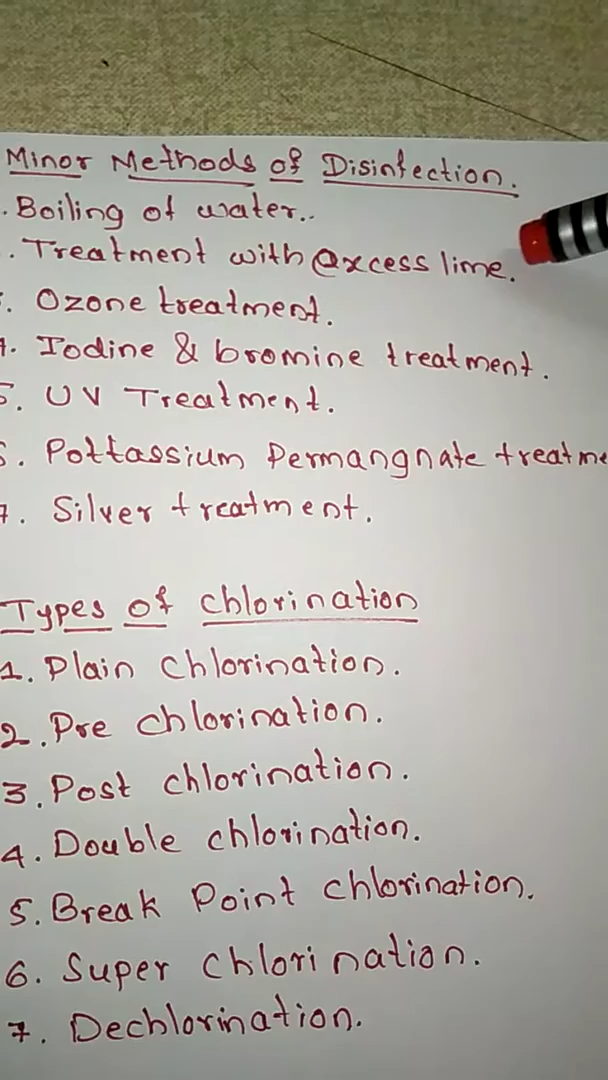 Minor Methods of Disinfection.
. Boiling of water..
. Treatment with excess lime.
. Ozone treatment.
. Iodine & bromine treatment.
5. UV Treatment.
. Pottassium Permangnate treatme
7. Silver treatment.
Types of chlorination
1. Plain Chlorination.
2. Pre chlorination.
3. Post chlorination.
4. Double chlorination.
5. Break Point chlorination.
6. Super Chlorination.
7. Dechlorination.